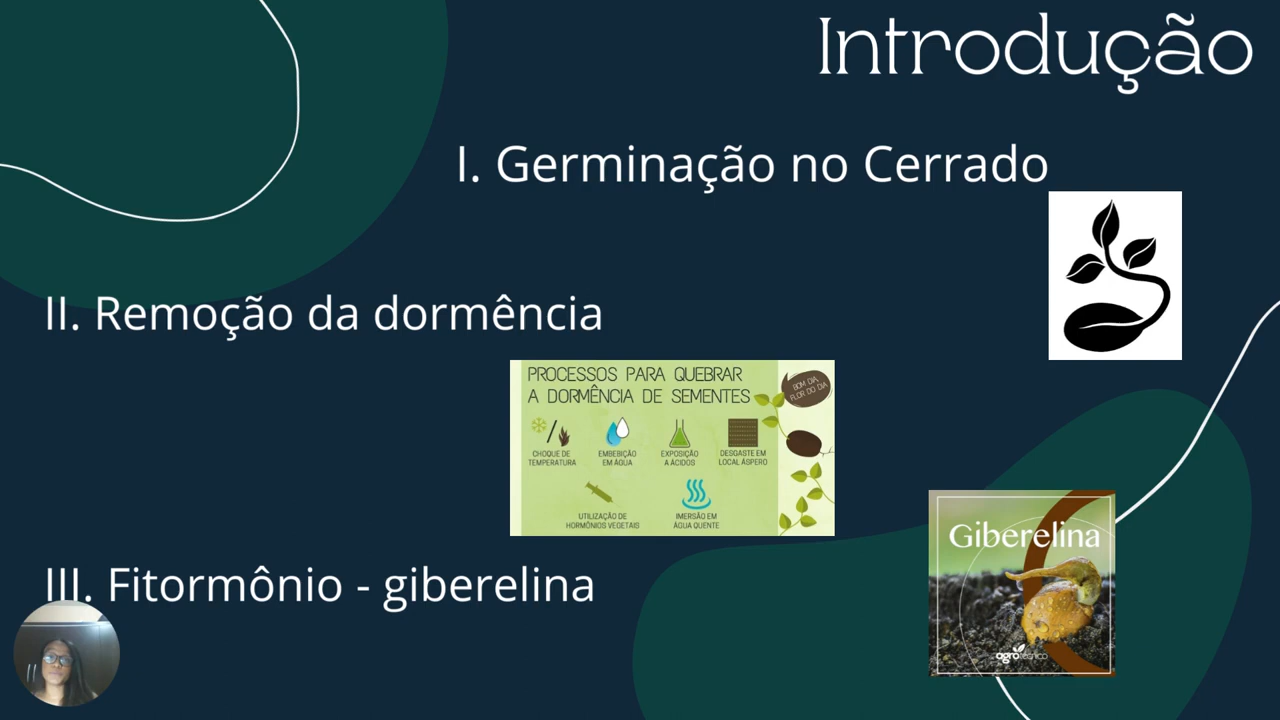 Introdução
I. Germinação no Cerrado
II. Remoção da dormência
PROCESSOS PARA QUEBRAR
A DORMÊNCIA DE SEMENTES
BOM DIA,
FLOR DO DIA
CHOQUE DE
TEMPERATURA
EMBEBIÇÃO
EM ÁGUA
EXPOSIÇÃO
A ÁCIDOS
DESGASTE EM
LOCAL ÁSPERO
UTILIZAÇÃO DE
HORMÔNIOS VEGETAIS
IMERSÃO EM
ÁGUA QUENTE
Giberelina
agrotécnico
III. Fitormônio - giberelina